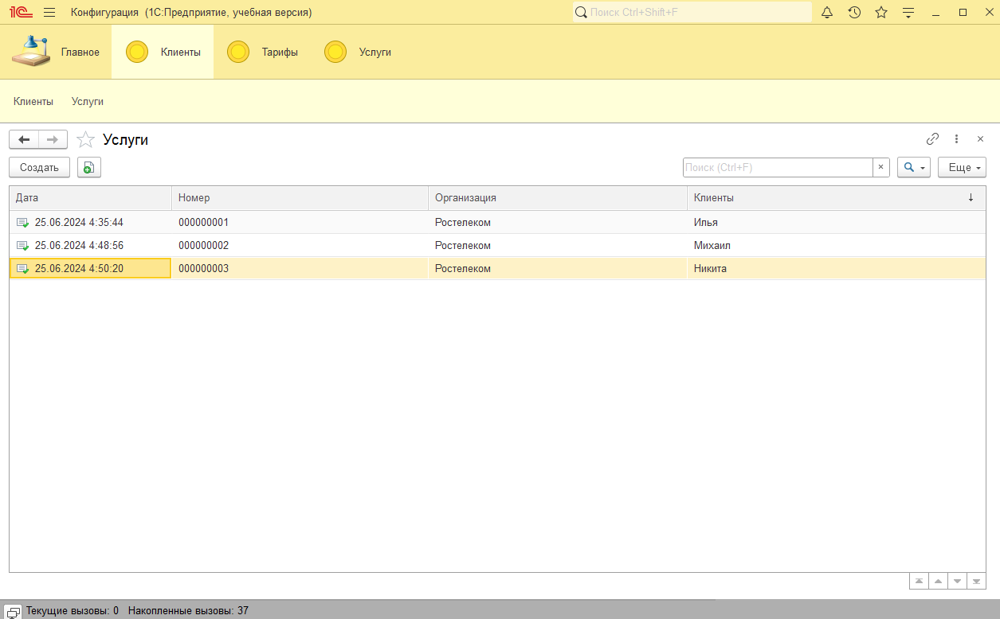 1С Конфигурация (1С:Предприятие, учебная версия) Поиск Ctrl+Shift+F
Главное Клиенты Тарифы Услуги
Клиенты Услуги
Услуги
Создать Поиск (Ctrl+F) × Еще
Дата Номер Организация Клиенты ↓
25.06.2024 4:35:44 000000001 Ростелеком Илья
25.06.2024 4:48:56 000000002 Ростелеком Михаил
25.06.2024 4:50:20 000000003 Ростелеком Никита
Текущие вызовы: 0 Накопленные вызовы: 37